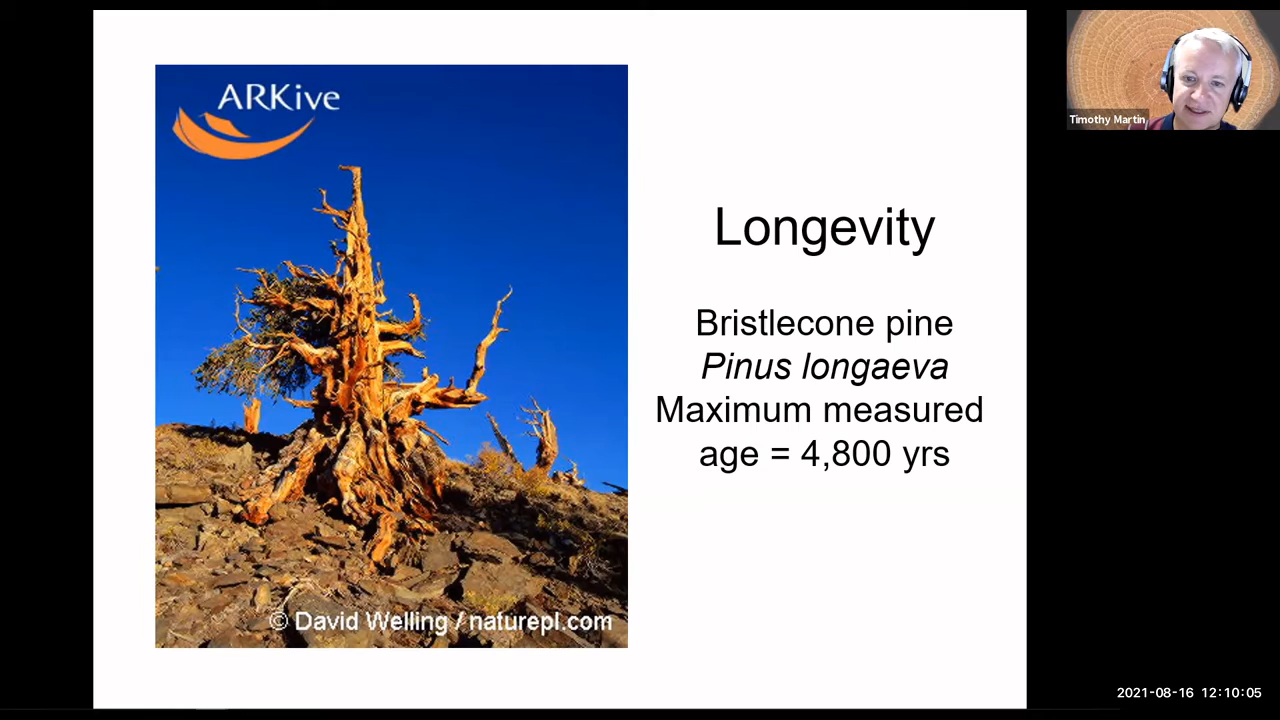 ARKive
Longevity
Bristlecone pine
Pinus longaeva
Maximum measured
age = 4,800 yrs
© David Welling / naturepl.com
Timothy Martin
2021-08-16 12:10:05